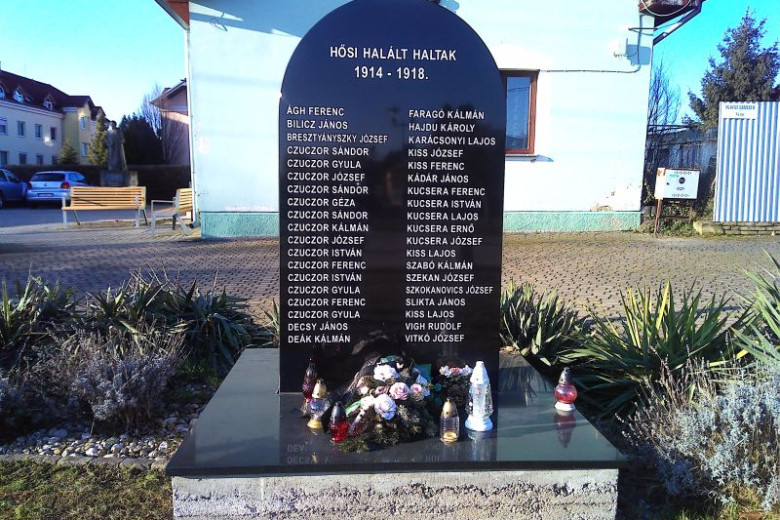 HŐSI HALÁLT HALTAK
1914 - 1918.
ÁGH FERENC
BILICZ JÁNOS
BRESZTYÁNYSZKY JÓZSEF
CZUCZOR SÁNDOR
CZUCZOR GYULA
CZUCZOR JÓZSEF
CZUCZOR SÁNDOR
CZUCZOR GÉZA
CZUCZOR SÁNDOR
CZUCZOR KÁLMÁN
CZUCZOR JÓZSEF
CZUCZOR ISTVÁN
CZUCZOR FERENC
CZUCZOR ISTVÁN
CZUCZOR GYULA
CZUCZOR FERENC
CZUCZOR GYULA
DECSY JÁNOS
DEÁK KÁLMÁN
FARAGÓ KÁLMÁN
HAJDU KÁROLY
KARÁCSONYI LAJOS
KISS JÓZSEF
KISS FERENC
KÁDÁR JÁNOS
KUCSERA FERENC
KUCSERA ISTVÁN
KUCSERA LAJOS
KUCSERA ERNŐ
KUCSERA JÓZSEF
KISS LAJOS
SZABÓ KÁLMÁN
SZEKAN JÓZSEF
SZKOKANOVICS JÓZSEF
SLIKTA JÁNOS
KISS LAJOS
VIGH RUDOLF
VITKÓ JÓZSEF